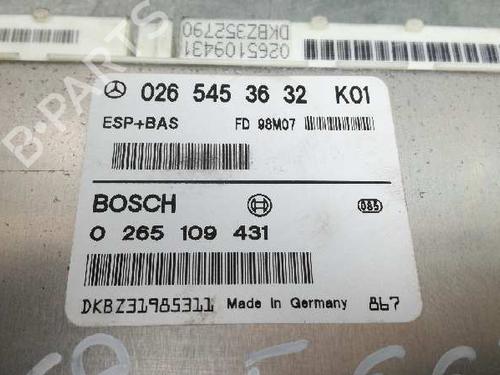 0265109431
DKBZ352790
026 545 36 32 K01
ESP+BAS FD 98M07
BOSCH
085
0 265 109 431
DKBZ31985311 Made in Germany 867
B-PARTS